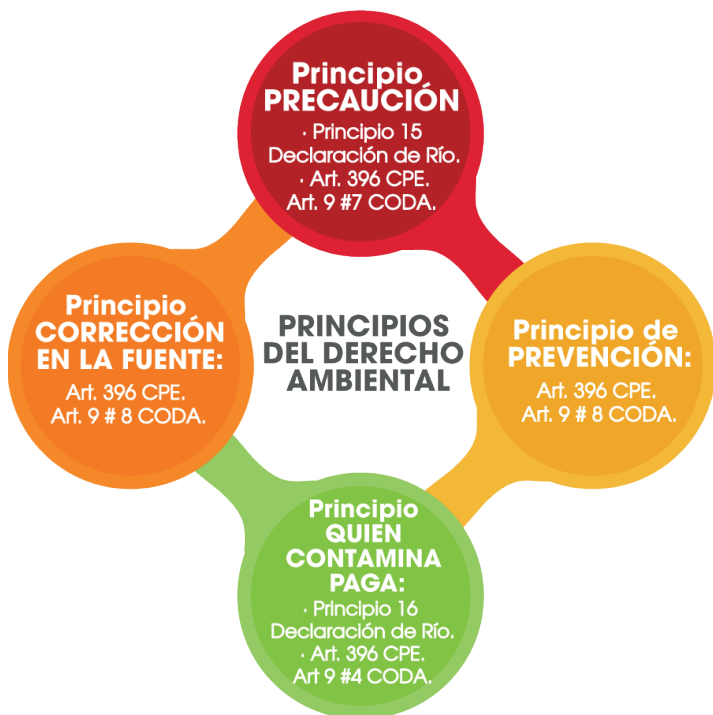 Principio
PRECAUCIÓN
· Principio 15
Declaración de Río.
· Art. 396 CPE.
Art. 9 #7 CODA.
Principio
CORRECCIÓN
EN LA FUENTE:
Art. 396 CPE.
Art. 9 # 8 CODA.
PRINCIPIOS
DEL DERECHO
AMBIENTAL
Principio de
PREVENCIÓN:
Art. 396 CPE.
Art. 9 # 8 CODA.
Principio
QUIEN
CONTAMINA
PAGA:
· Principio 16
Declaración de Río.
· Art. 396 CPE.
Art 9 #4 CODA.